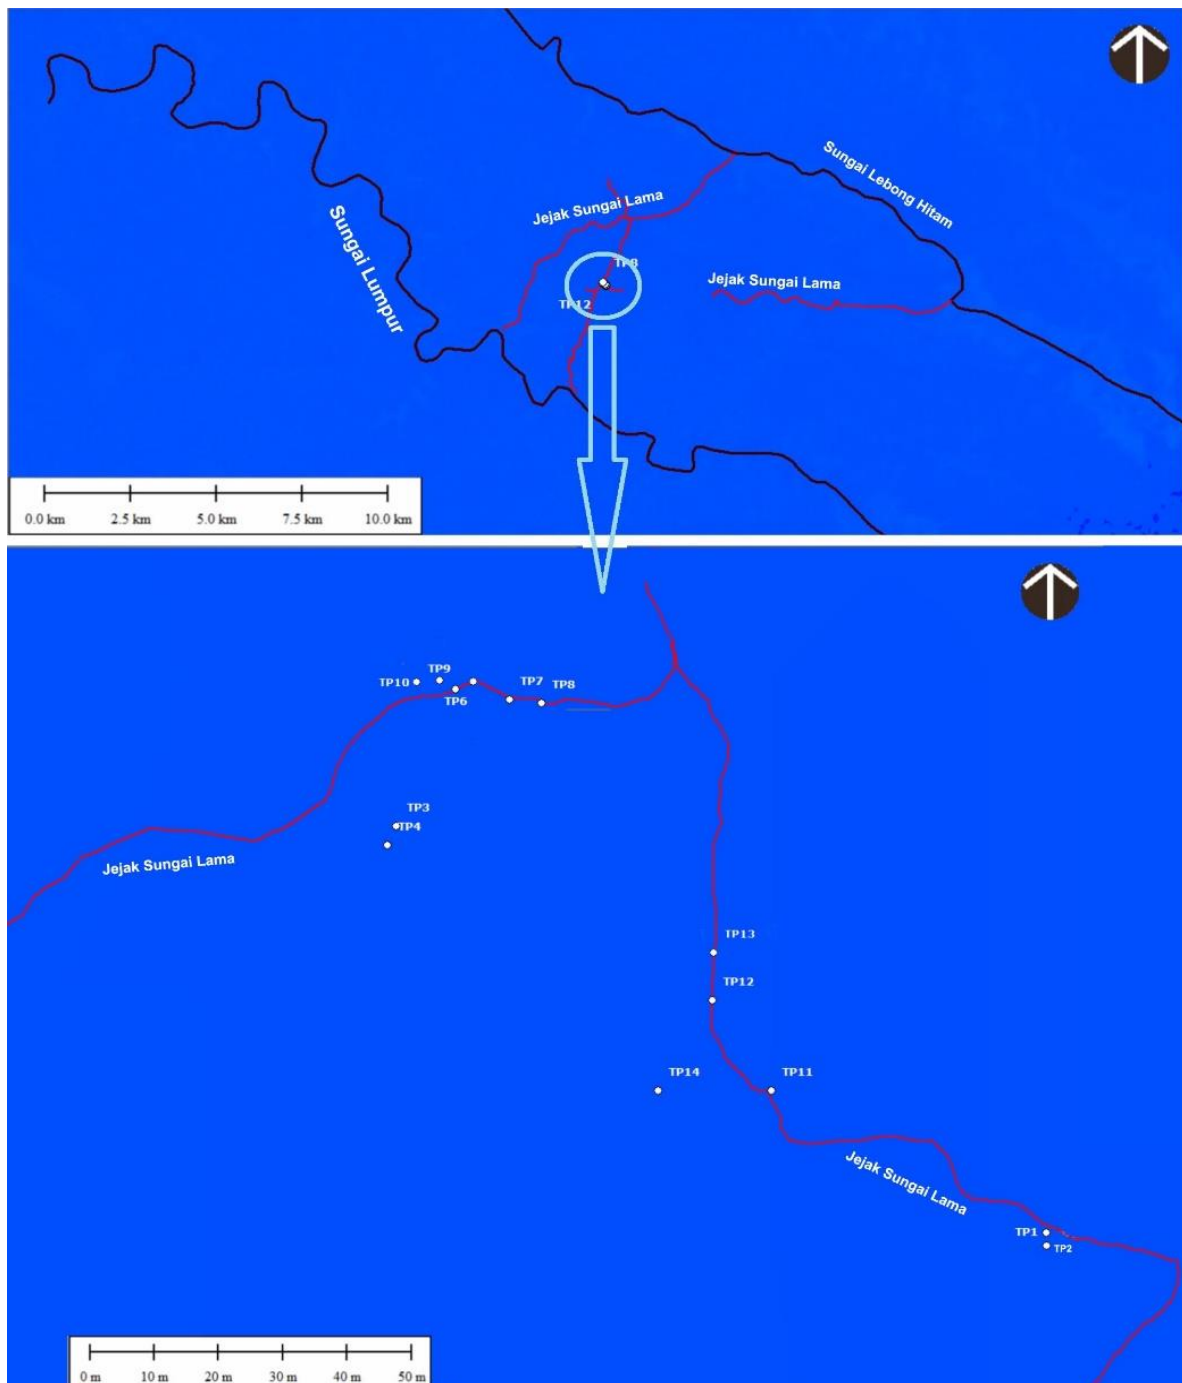 Sungai Lebong Hitam
Jejak Sungai Lama
Sungai Lumpur
TP8
Jejak Sungai Lama
TP12
0.0 km 2.5 km 5.0 km 7.5 km 10.0 km
TP9
TP10
TP7
TP8
TP6
TP3
TP4
Jejak Sungai Lama
TP13
TP12
TP14
TP11
Jejak Sungai Lama
TP1
TP2
0 m 10 m 20 m 30 m 40 m 50 m